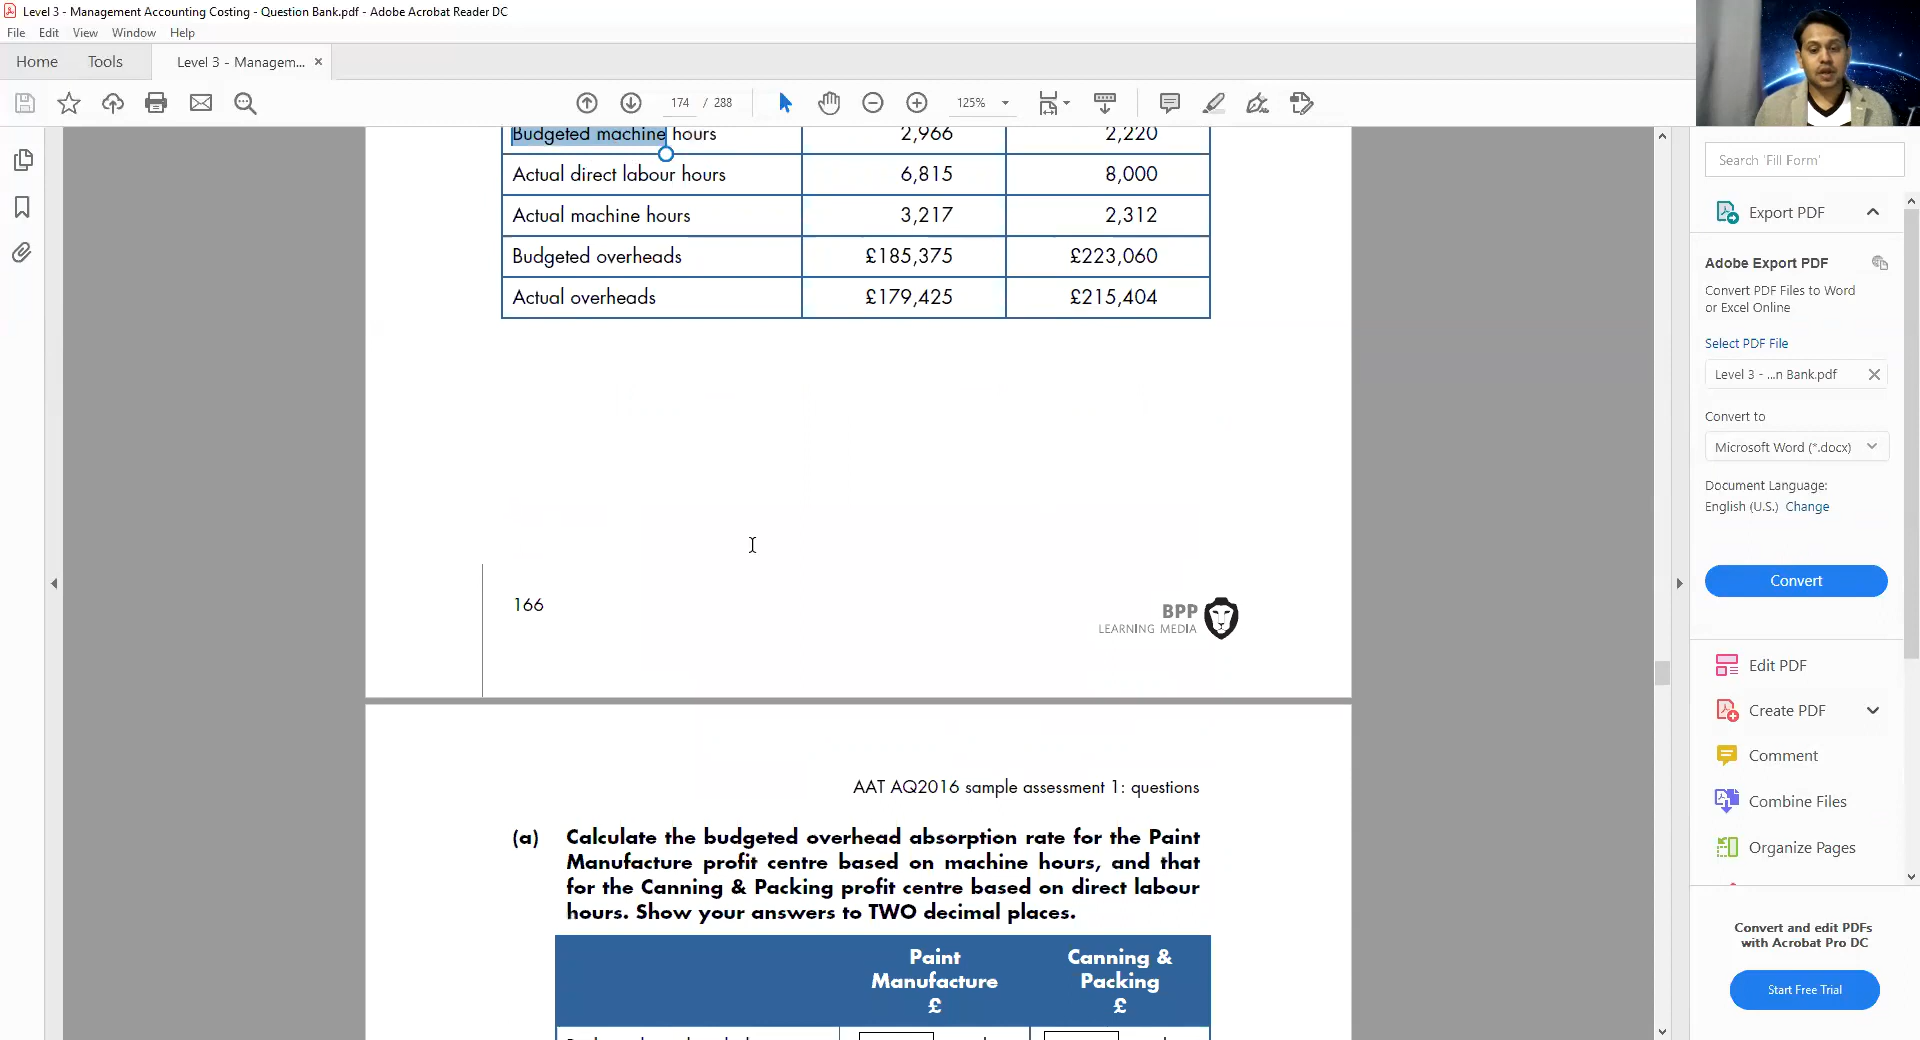 Level 3 - Management Accounting Costing - Question Bank.pdf - Adobe Acrobat Reader DC
File Edit View Window Help
Home Tools Level 3 - Managem... ×
174 / 288 125%
Budgeted machine hours 2,966 2,220
Actual direct labour hours 6,815 8,000
Actual machine hours 3,217 2,312
Budgeted overheads £185,375 £223,060
Actual overheads £179,425 £215,404
166
BPP
LEARNING MEDIA
AAT AQ2016 sample assessment 1: questions
(a) Calculate the budgeted overhead absorption rate for the Paint
Manufacture profit centre based on machine hours, and that
for the Canning & Packing profit centre based on direct labour
hours. Show your answers to TWO decimal places.
Paint
Manufacture
£
Canning &
Packing
£
Search 'Fill Form'
Export PDF
Adobe Export PDF
Convert PDF Files to Word
or Excel Online
Select PDF File
Level 3 - ...n Bank.pdf
Convert to
Microsoft Word (*.docx)
Document Language:
English (U.S.) Change
Convert
Edit PDF
Create PDF
Comment
Combine Files
Organize Pages
Convert and edit PDFs
with Acrobat Pro DC
Start Free Trial